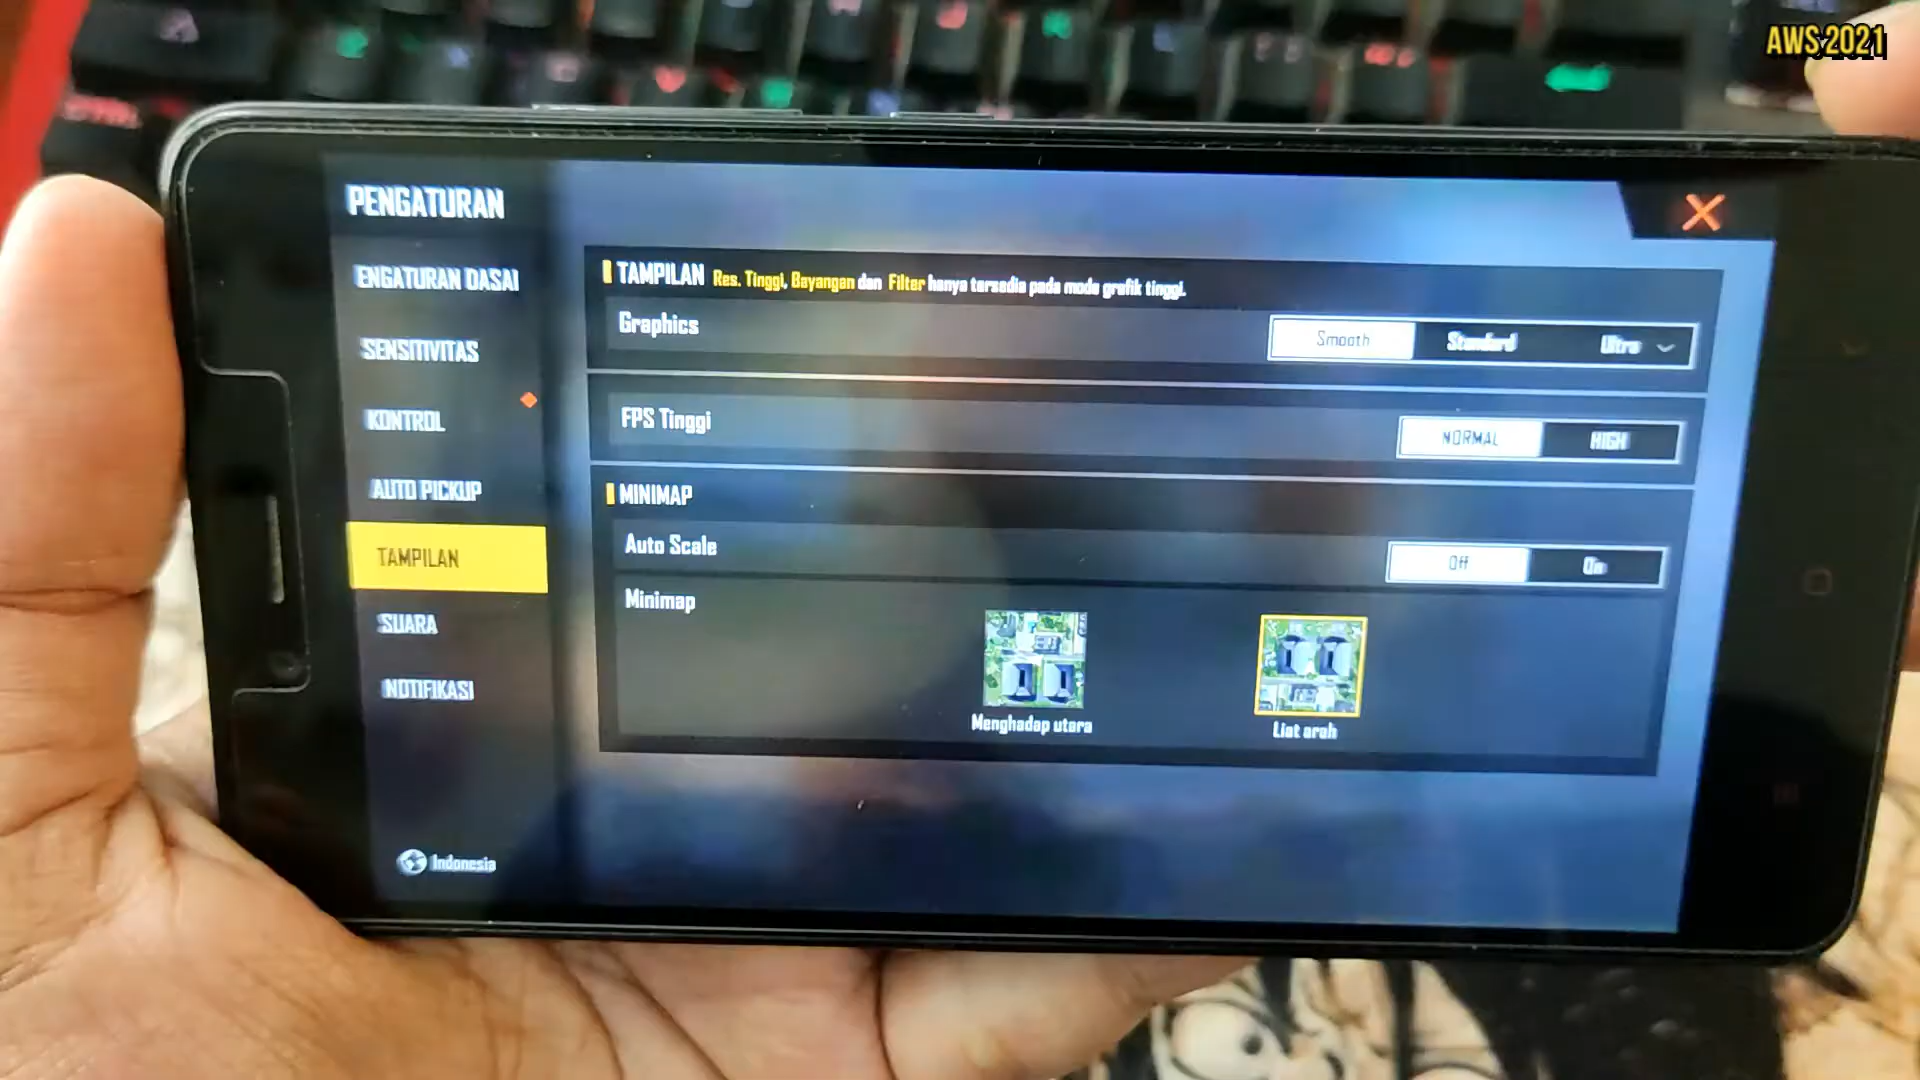 AWS 2021
PENGATURAN
ENGATURAN DASAI
SENSITIVITAS
KONTROL
AUTO PICKUP
TAMPILAN
SUARA
NOTIFIKASI
Indonesia
TAMPILAN Res. Tinggi, Bayangan dan Filter hanya tersedia pada mode grafik tinggi.
Graphics
Smooth Standard Ultra
FPS Tinggi
NORMAL HIGH
MINIMAP
Auto Scale
Off On
Minimap
Menghadap utara
Liat arah